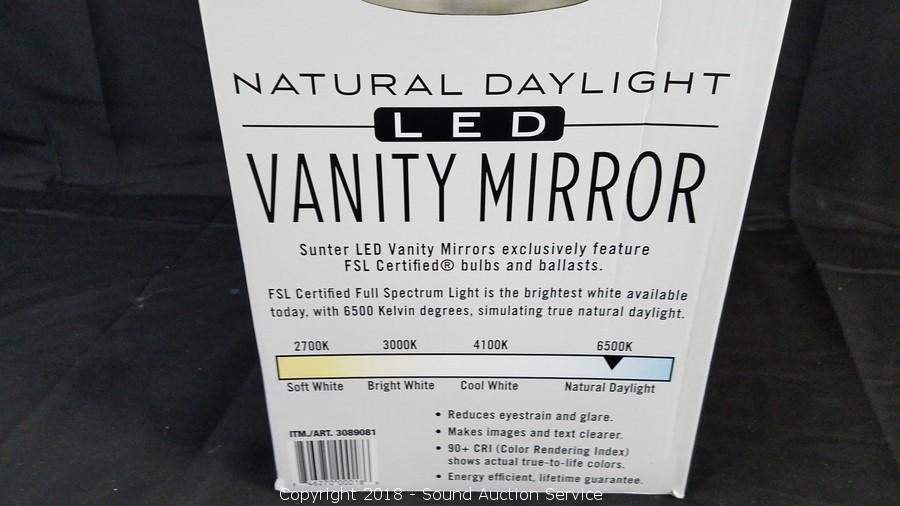 NATURAL DAYLIGHT
LED
VANITY MIRROR
Sunter LED Vanity Mirrors exclusively feature
FSL Certified® bulbs and ballasts.
FSL Certified Full Spectrum Light is the brightest white available
today, with 6500 Kelvin degrees, simulating true natural daylight.
2700K 3000K 4100K 6500K
Soft White Bright White Cool White Natural Daylight
• Reduces eyestrain and glare.
• Makes images and text clearer.
• 90+ CRI (Color Rendering Index)
shows actual true-to-life colors.
• Energy efficient, lifetime guarantee.
ITM./ART. 3089081
Copyright 2018 - Sound Auction Service